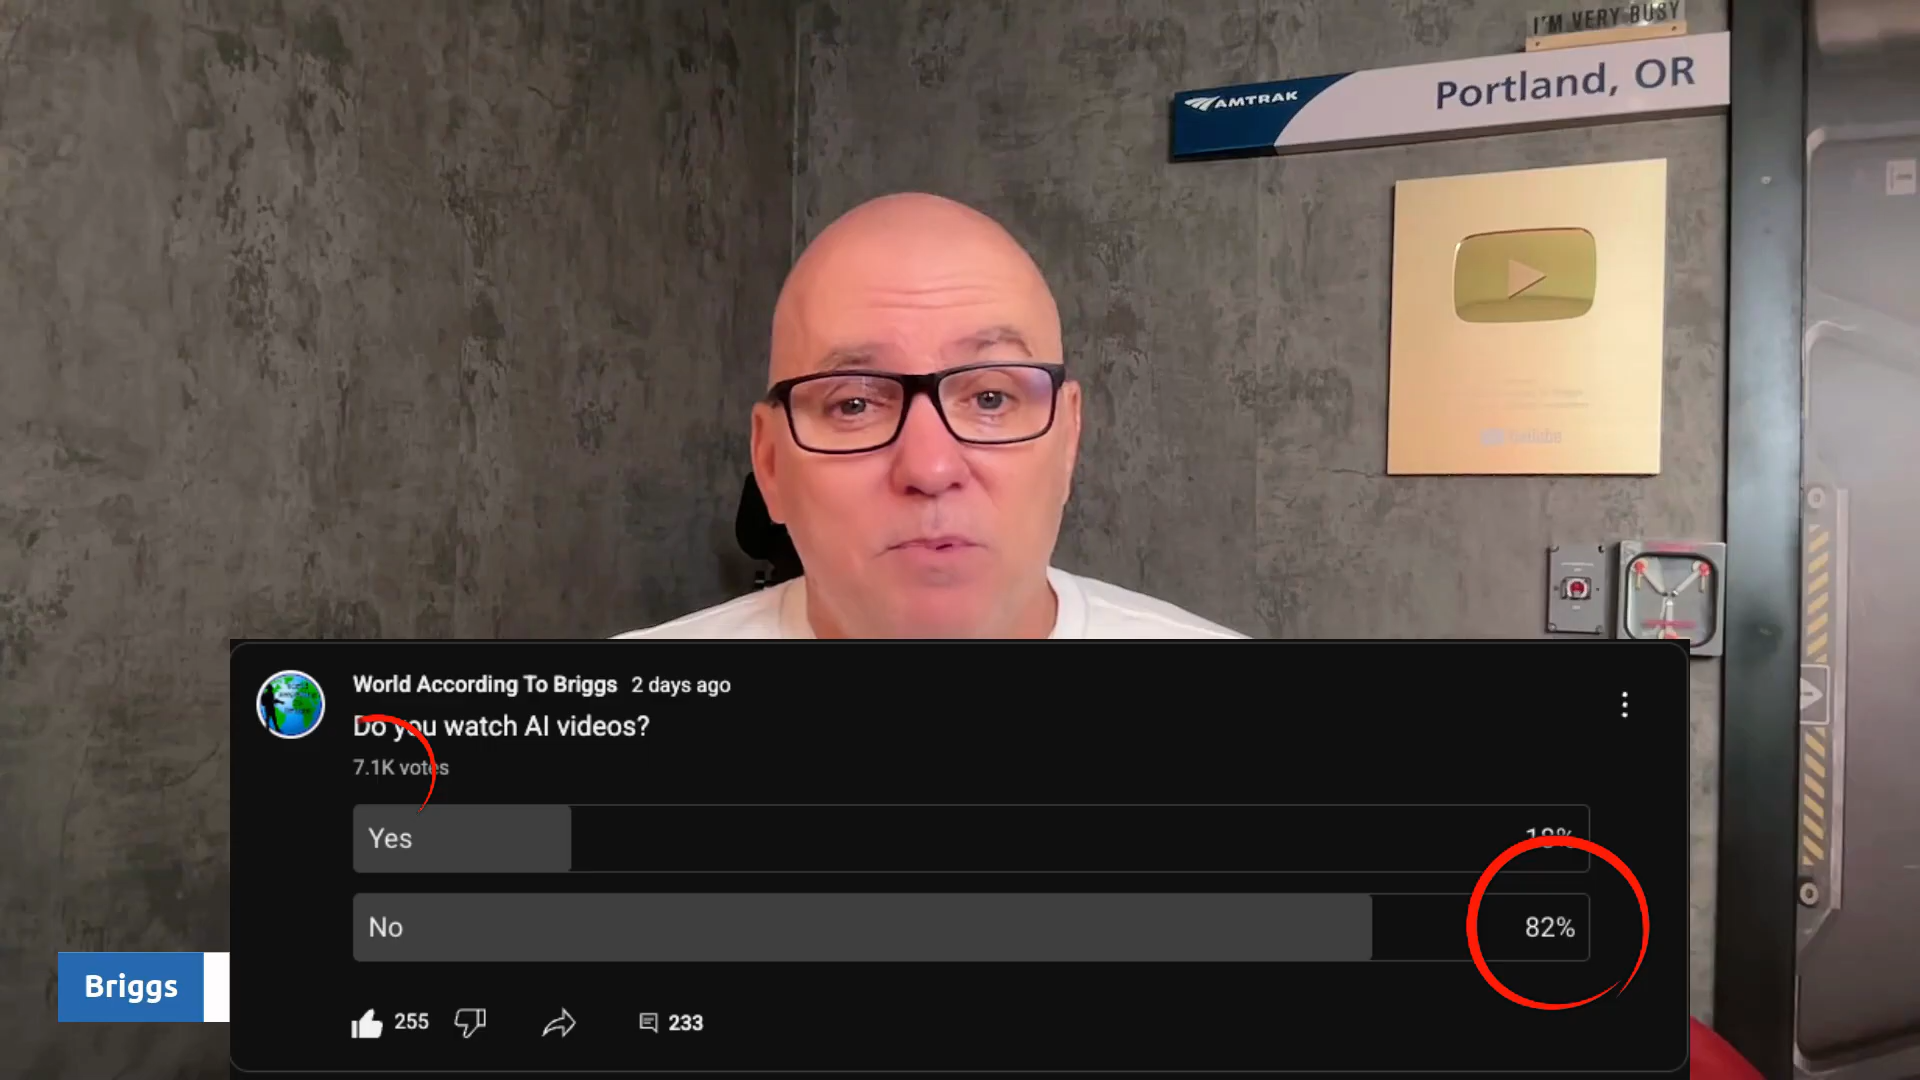 I'M VERY BUSY
AMTRAK
Portland, OR
World According To Briggs 2 days ago
Do you watch AI videos?
7.1K votes
Yes 18%
No 82%
Briggs
255
233